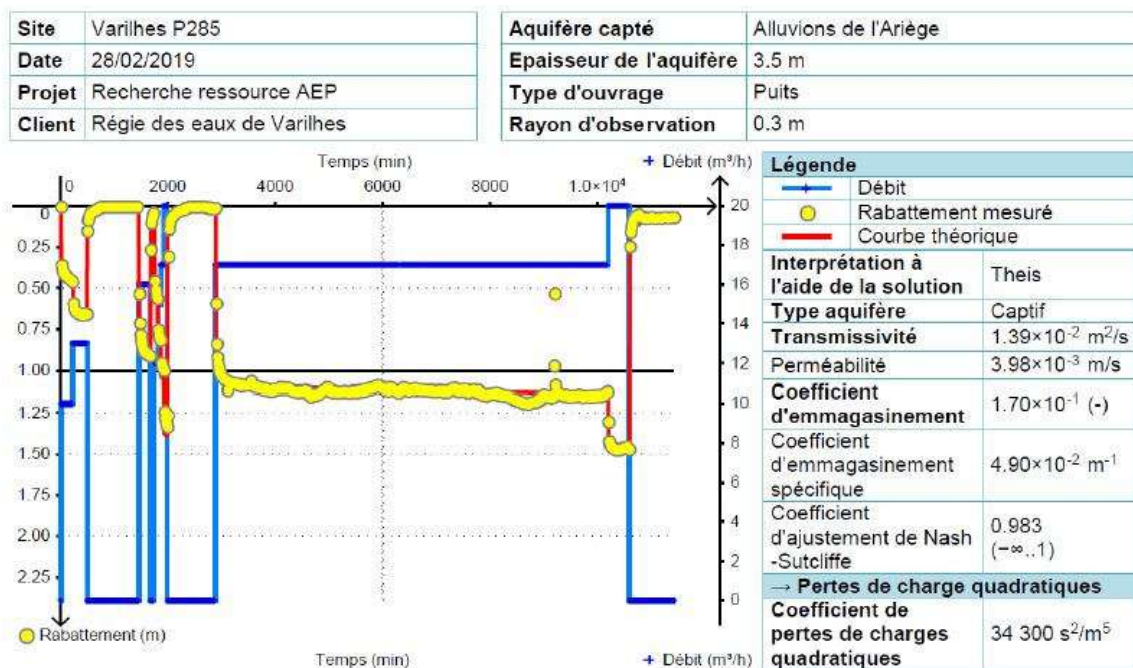 Site Varilhes P285
Date 28/02/2019
Projet Recherche ressource AEP
Client Régie des eaux de Varilhes
Aquifère capté Alluvions de l'Ariège
Epaisseur de l'aquifère 3.5 m
Type d'ouvrage Puits
Rayon d'observation 0.3 m
Temps (min)
+ Débit (m³/h)
0 2000 4000 6000 8000 1.0×10⁴
0
0.25
0.50
0.75
1.00
1.25
1.50
1.75
2.00
2.25
20
18
16
14
12
10
8
6
4
2
0
Rabattement (m)
Temps (min)
+ Débit (m³/h)
Légende
Débit
Rabattement mesuré
Courbe théorique
Interprétation à
l'aide de la solution
Theis
Type aquifère Captif
Transmissivité 1.39×10⁻² m²/s
Perméabilité 3.98×10⁻³ m/s
Coefficient
d'emmagasinement
1.70×10⁻¹ (-)
Coefficient
d'emmagasinement
spécifique
4.90×10⁻² m⁻¹
Coefficient
d'ajustement de Nash
-Sutcliffe
0.983
(−∞..1)
→ Pertes de charge quadratiques
Coefficient de
pertes de charges
quadratiques
34 300 s²/m⁵